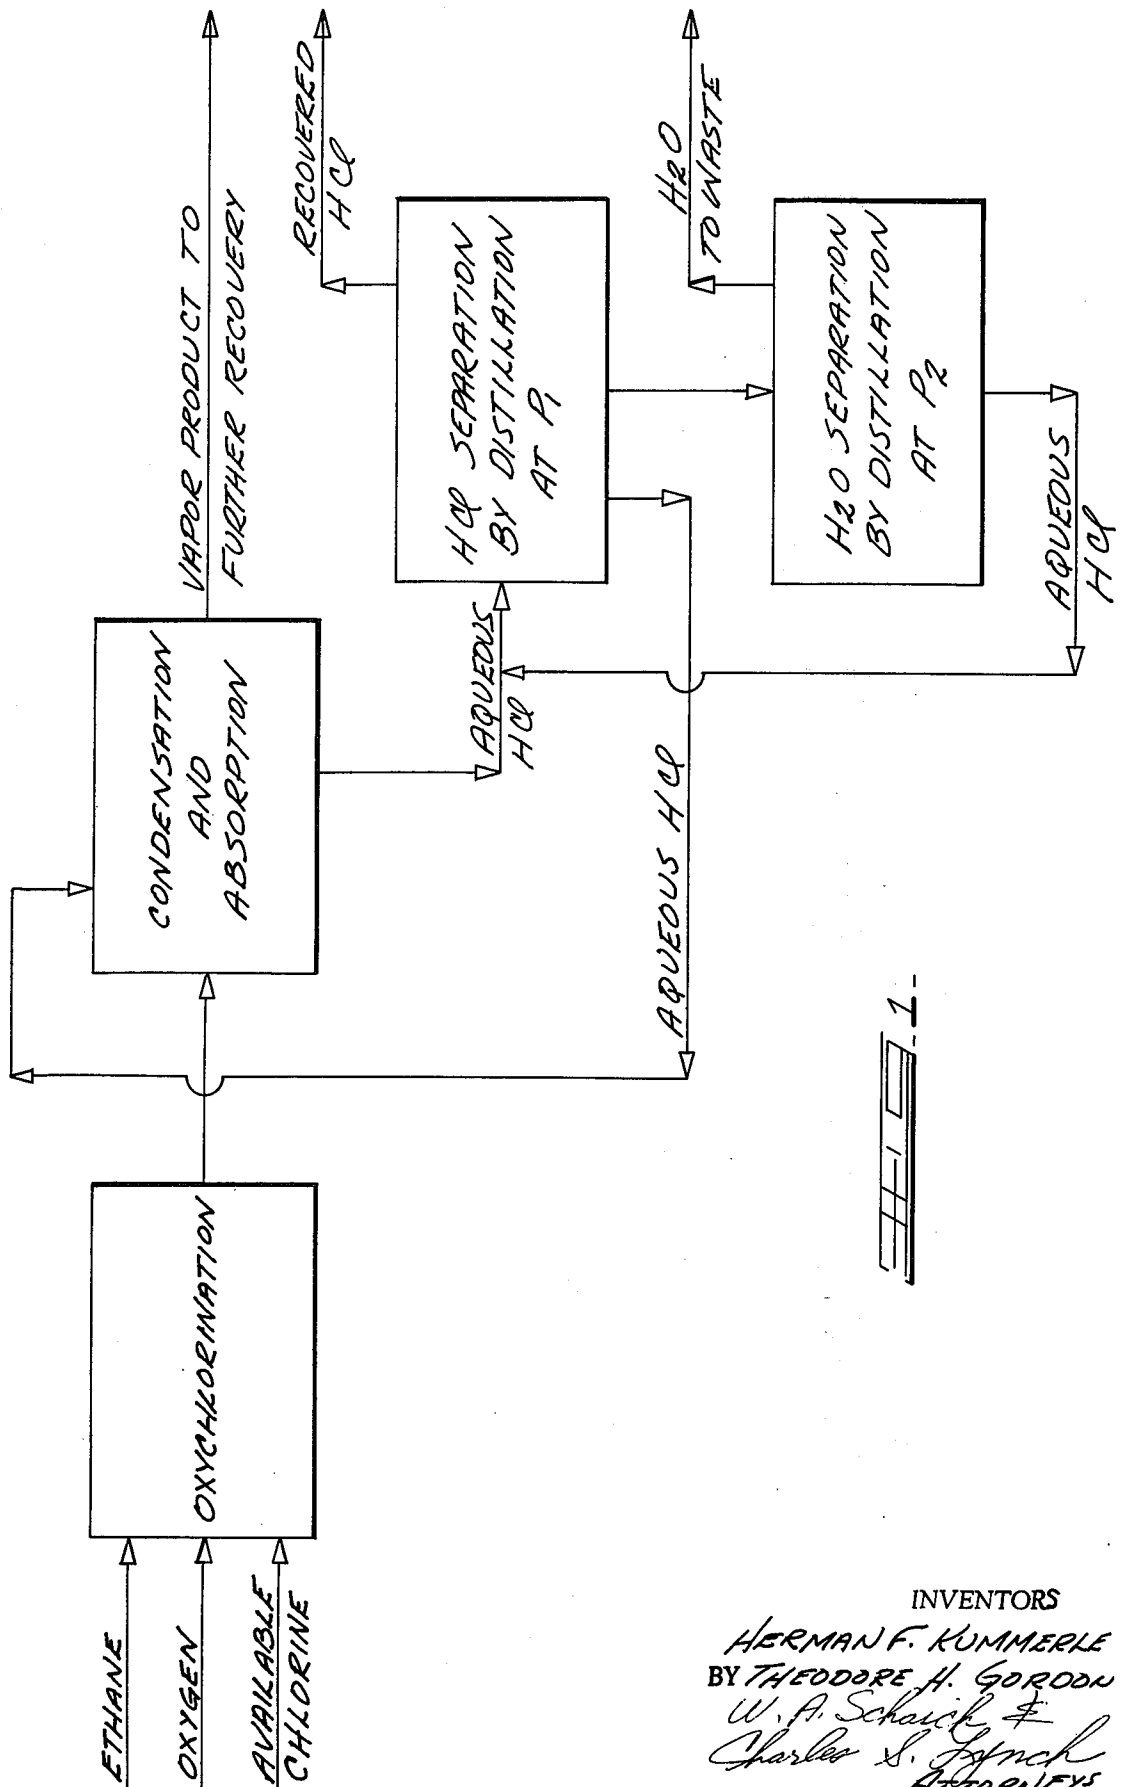 ETHANE
OXYGEN
AVAILABLE
CHLORINE
OXYCHLORINATION
CONDENSATION
AND
ABSORPTION
VAPOR PRODUCT TO
FURTHER RECOVERY
AQUEOUS
HCl
RECOVERED
HCl
HCl SEPARATION
BY DISTILLATION
AT P1
AQUEOUS HCl
H2O
TO WASTE
H2O SEPARATION
BY DISTILLATION
AT P2
AQUEOUS
HCl
INVENTORS
HERMAN F. KUMMERLE
BY THEODORE H. GORDON
W. A. Schaich &
Charles S. Lynch
ATTORNEYS
FIG. 1